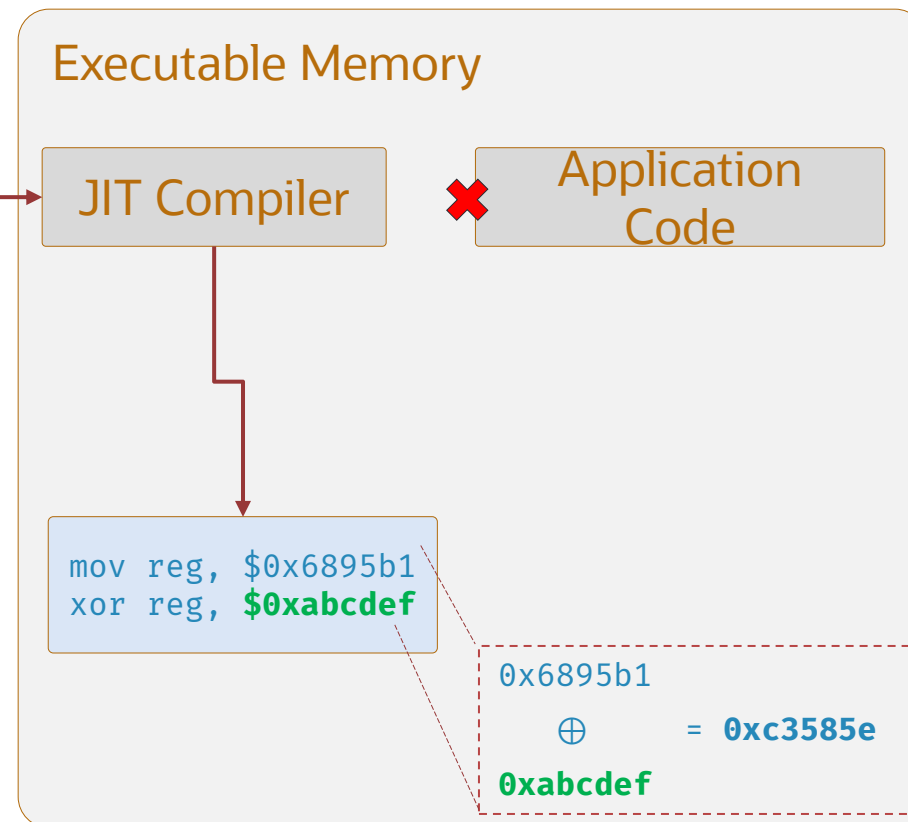 Executable Memory
JIT Compiler
Application
Code
mov reg, $0x6895b1
xor reg, $0xabcdef
0x6895b1
⊕ = 0xc3585e
0xabcdef